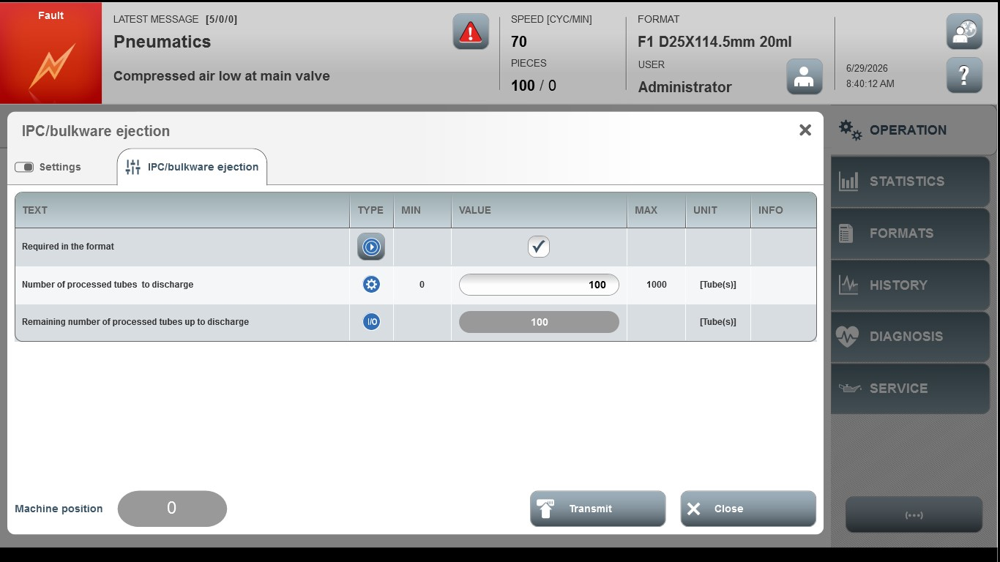 Fault
LATEST MESSAGE [5/0/0]
Pneumatics
Compressed air low at main valve
SPEED [CYC/MIN]
70
PIECES
100 / 0
FORMAT
F1 D25X114.5mm 20ml
USER
Administrator
6/29/2026
8:40:12 AM
?
IPC/bulkware ejection
Settings
IPC/bulkware ejection
TEXT TYPE MIN VALUE MAX UNIT INFO
Required in the format
Number of processed tubes to discharge 0 100 1000 [Tube(s)]
Remaining number of processed tubes up to discharge I/O 100 [Tube(s)]
Machine position 0
Transmit
Close
OPERATION
STATISTICS
FORMATS
HISTORY
DIAGNOSIS
SERVICE
(•••)